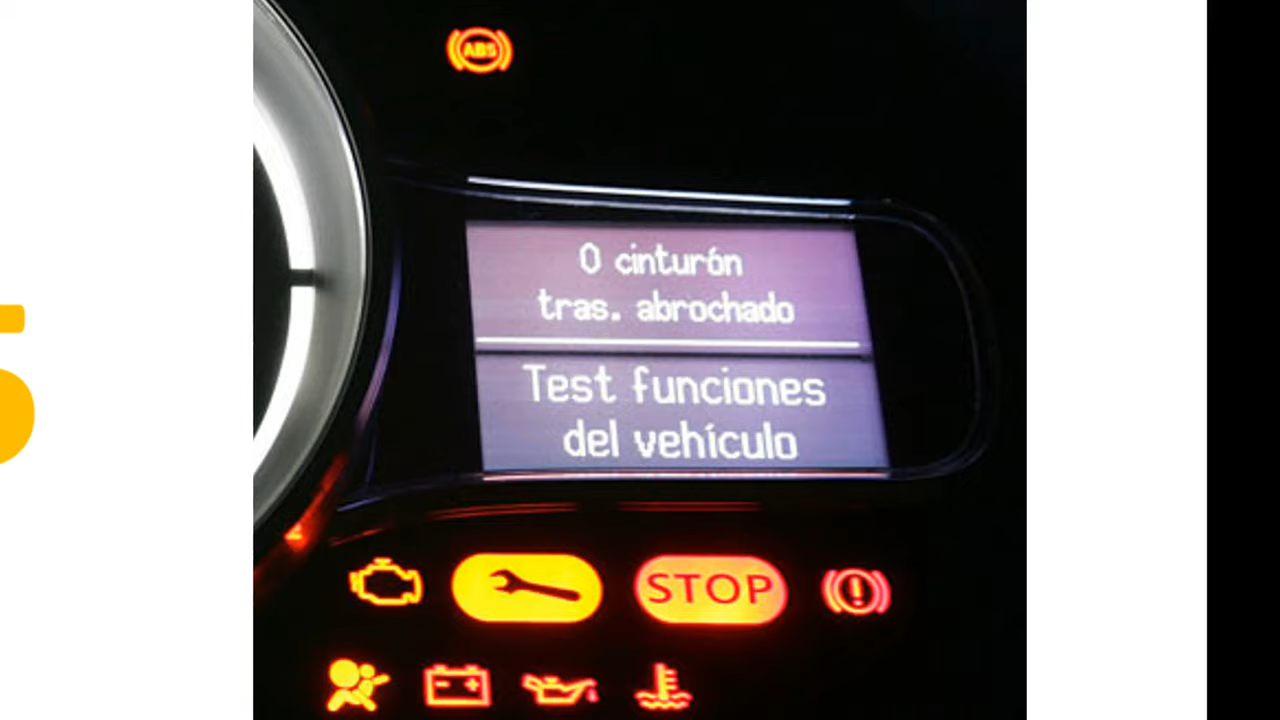 ABS
0 cinturón
tras. abrochado
Test funciones
del vehículo
STOP